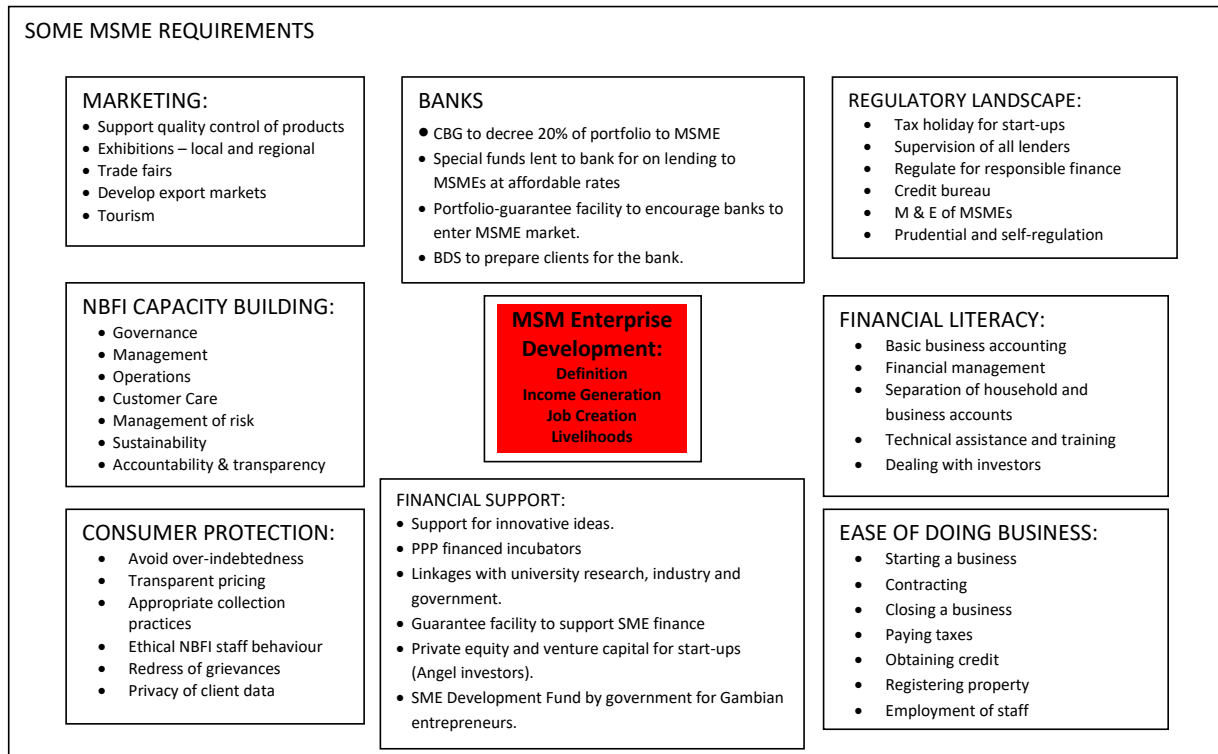 SOME MSME REQUIREMENTS
MARKETING:
• Support quality control of products
• Exhibitions – local and regional
• Trade fairs
• Develop export markets
• Tourism
BANKS
• CBG to decree 20% of portfolio to MSME
• Special funds lent to bank for on lending to
MSMEs at affordable rates
• Portfolio-guarantee facility to encourage banks to
enter MSME market.
• BDS to prepare clients for the bank.
REGULATORY LANDSCAPE:
• Tax holiday for start-ups
• Supervision of all lenders
• Regulate for responsible finance
• Credit bureau
• M & E of MSMEs
• Prudential and self-regulation
NBFI CAPACITY BUILDING:
• Governance
• Management
• Operations
• Customer Care
• Management of risk
• Sustainability
• Accountability & transparency
MSM Enterprise
Development:
Definition
Income Generation
Job Creation
Livelihoods
FINANCIAL LITERACY:
• Basic business accounting
• Financial management
• Separation of household and
business accounts
• Technical assistance and training
• Dealing with investors
CONSUMER PROTECTION:
• Avoid over-indebtedness
• Transparent pricing
• Appropriate collection
practices
• Ethical NBFI staff behaviour
• Redress of grievances
• Privacy of client data
FINANCIAL SUPPORT:
• Support for innovative ideas.
• PPP financed incubators
• Linkages with university research, industry and
government.
• Guarantee facility to support SME finance
• Private equity and venture capital for start-ups
(Angel investors).
• SME Development Fund by government for Gambian
entrepreneurs.
EASE OF DOING BUSINESS:
• Starting a business
• Contracting
• Closing a business
• Paying taxes
• Obtaining credit
• Registering property
• Employment of staff